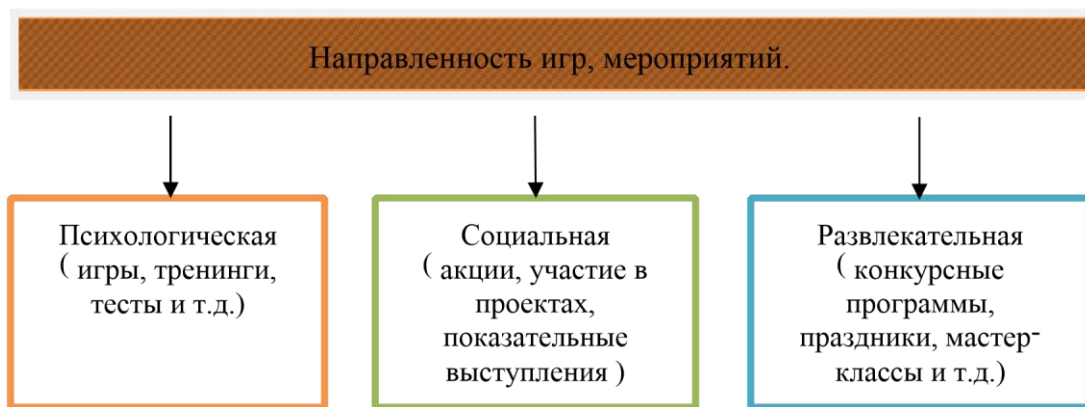 Направленность игр, мероприятий.
Психологическая
( игры, тренинги,
тесты и т.д.)
Социальная
( акции, участие в
проектах,
показательные
выступления )
Развлекательная
( конкурсные
программы,
праздники, мастер-
классы и т.д.)